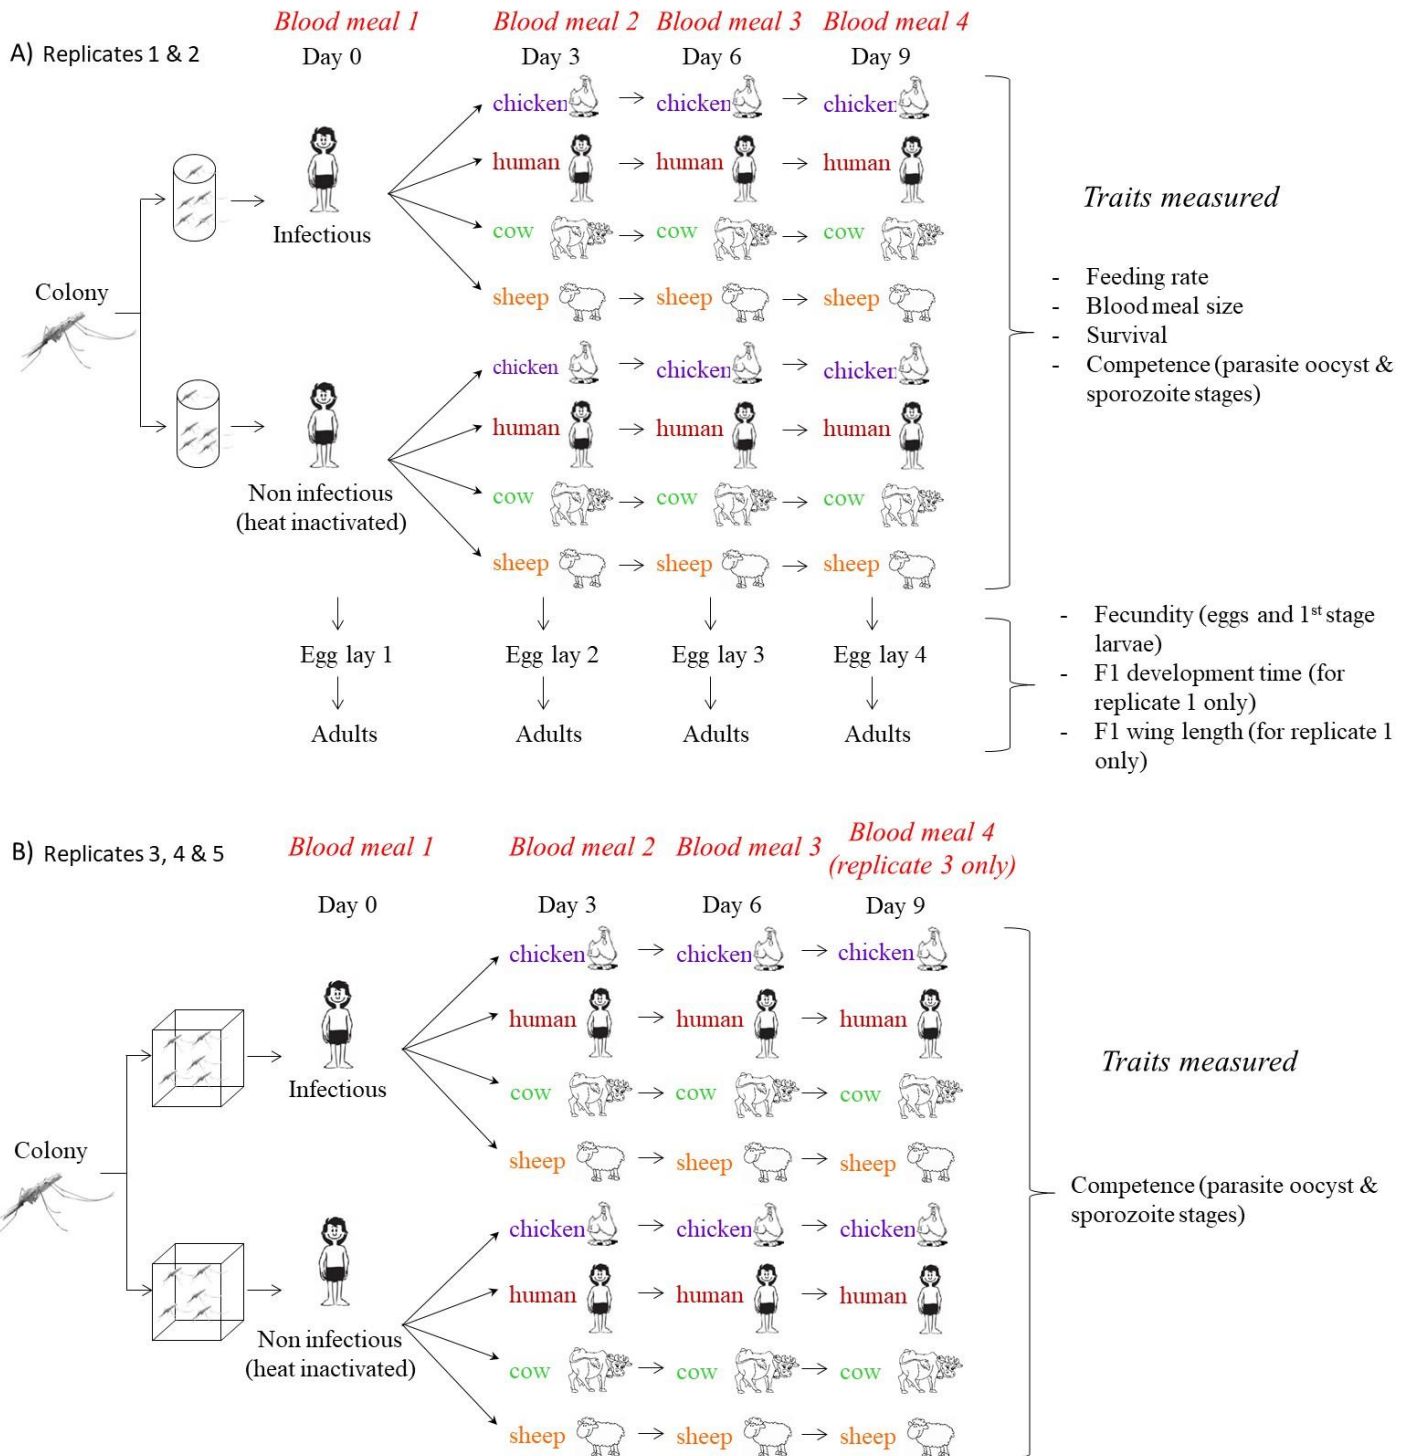 Blood meal 1 Blood meal 2 Blood meal 3 Blood meal 4
A) Replicates 1 & 2 Day 0 Day 3 Day 6 Day 9
chicken chicken chicken
human human human
Infectious
cow cow cow
sheep sheep sheep
Colony
chicken chicken chicken
human human human
Non infectious
(heat inactivated)
cow cow cow
sheep sheep sheep
Traits measured
- Feeding rate
- Blood meal size
- Survival
- Competence (parasite oocyst &
sporozoite stages)
Egg lay 1 Egg lay 2 Egg lay 3 Egg lay 4
Adults Adults Adults Adults
- Fecundity (eggs and 1st stage
larvae)
- F1 development time (for
replicate 1 only)
- F1 wing length (for replicate 1
only)
B) Replicates 3, 4 & 5 Blood meal 1 Blood meal 2 Blood meal 3 Blood meal 4
(replicate 3 only)
Day 0 Day 3 Day 6 Day 9
chicken chicken chicken
human human human
Infectious
cow cow cow
sheep sheep sheep
Colony
chicken chicken chicken
human human human
Non infectious
(heat inactivated)
cow cow cow
sheep sheep sheep
Traits measured
Competence (parasite oocyst &
sporozoite stages)